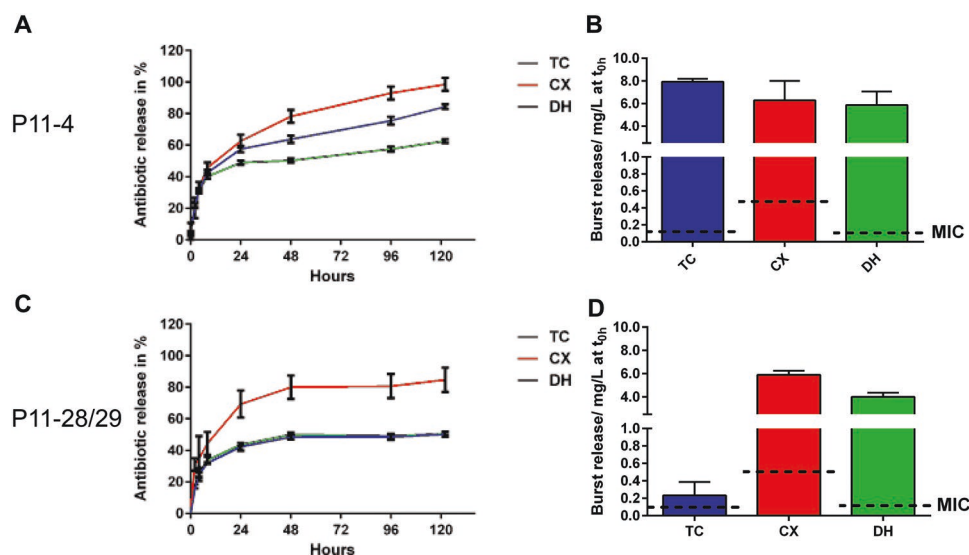 A
P11-4
Antibiotic release in %
120
100
80
60
40
20
0
0 24 48 72 96 120
Hours
TC
CX
DH
B
Burst release/ mg/L at t0h
10.0
8.0
6.0
4.0
1.0
0.8
0.6
0.4
0.2
0.0
TC CX DH
MIC
C
P11-28/29
Antibiotic release in %
120
100
80
60
40
20
0
0 24 48 72 96 120
Hours
TC
CX
DH
D
Burst release/ mg/L at t0h
10.0
8.0
6.0
4.0
1.0
0.8
0.6
0.4
0.2
0.0
TC CX DH
MIC